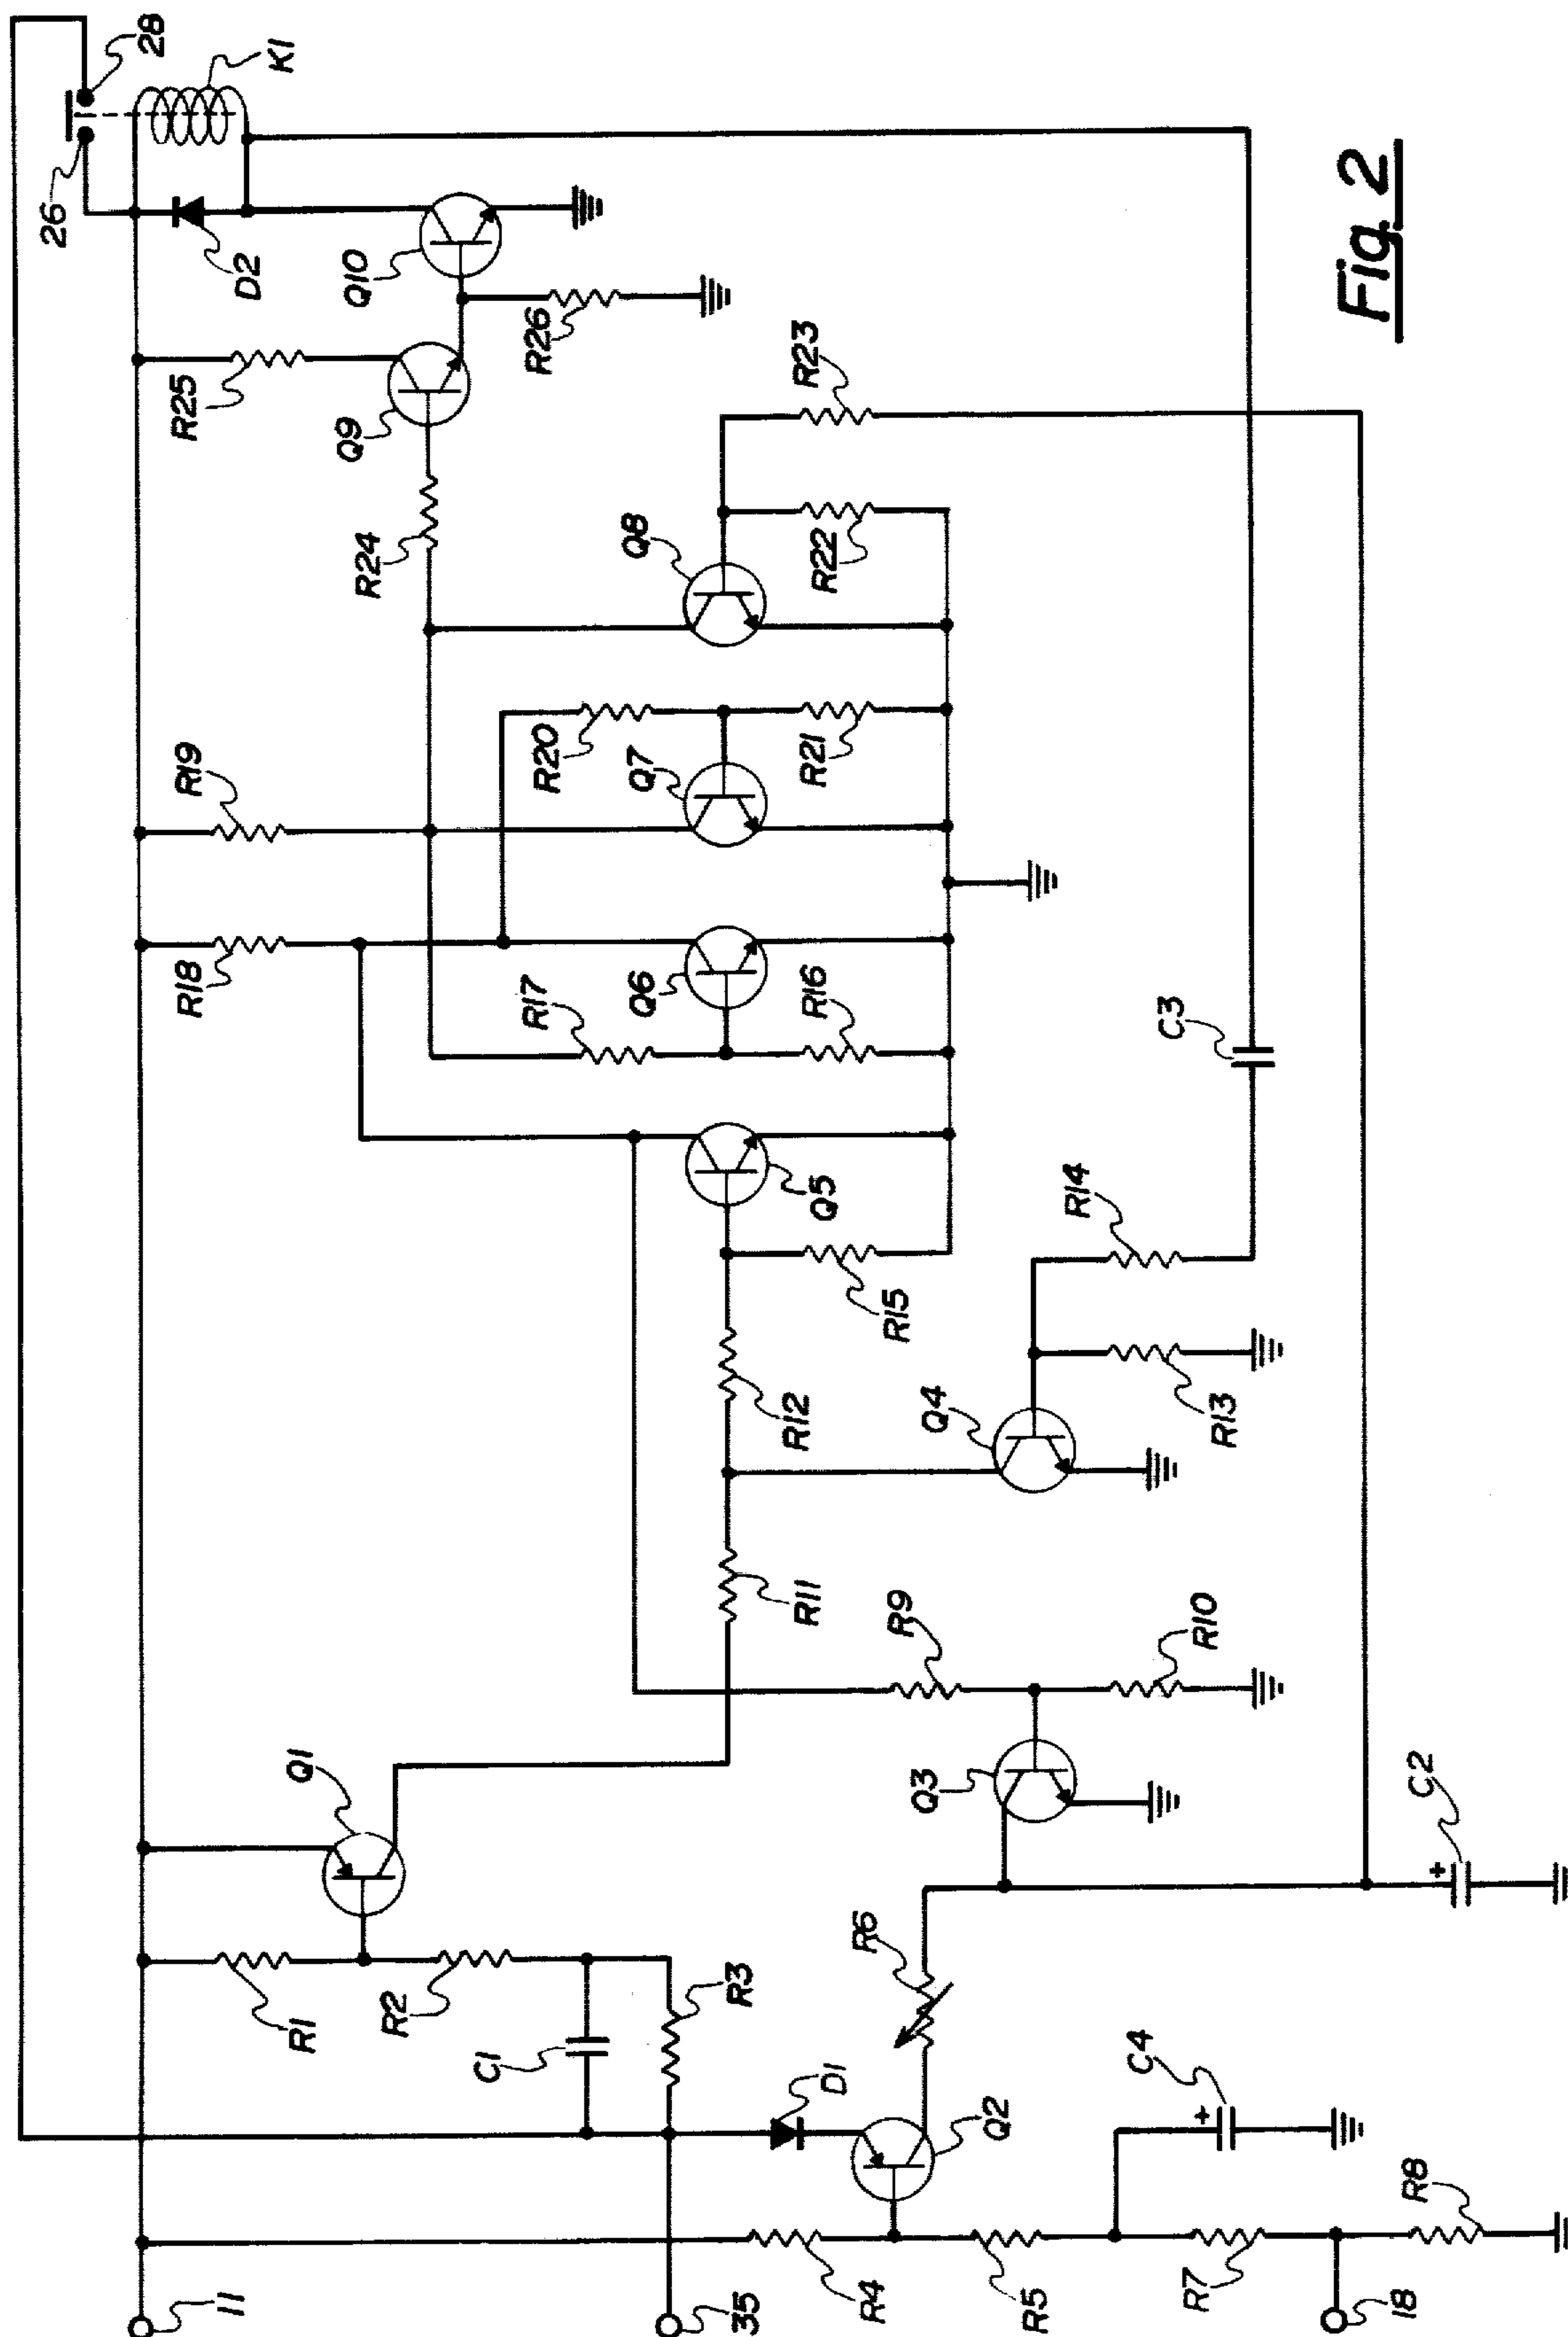 28
K1
26
D2
Q10
R26
R25
Q9
R23
R24
Q8
R22
R19
R20
Q7
R21
R18
R17
Q6
R16
C3
Q5
R14
R15
R12
Q4
R13
R11
R9
R10
Q1
Q3
C2
+
R6
R1
R2
R3
C1
D1
C4
+
Q2
R8
R4
R5
R7
11
35
18
Fig. 2